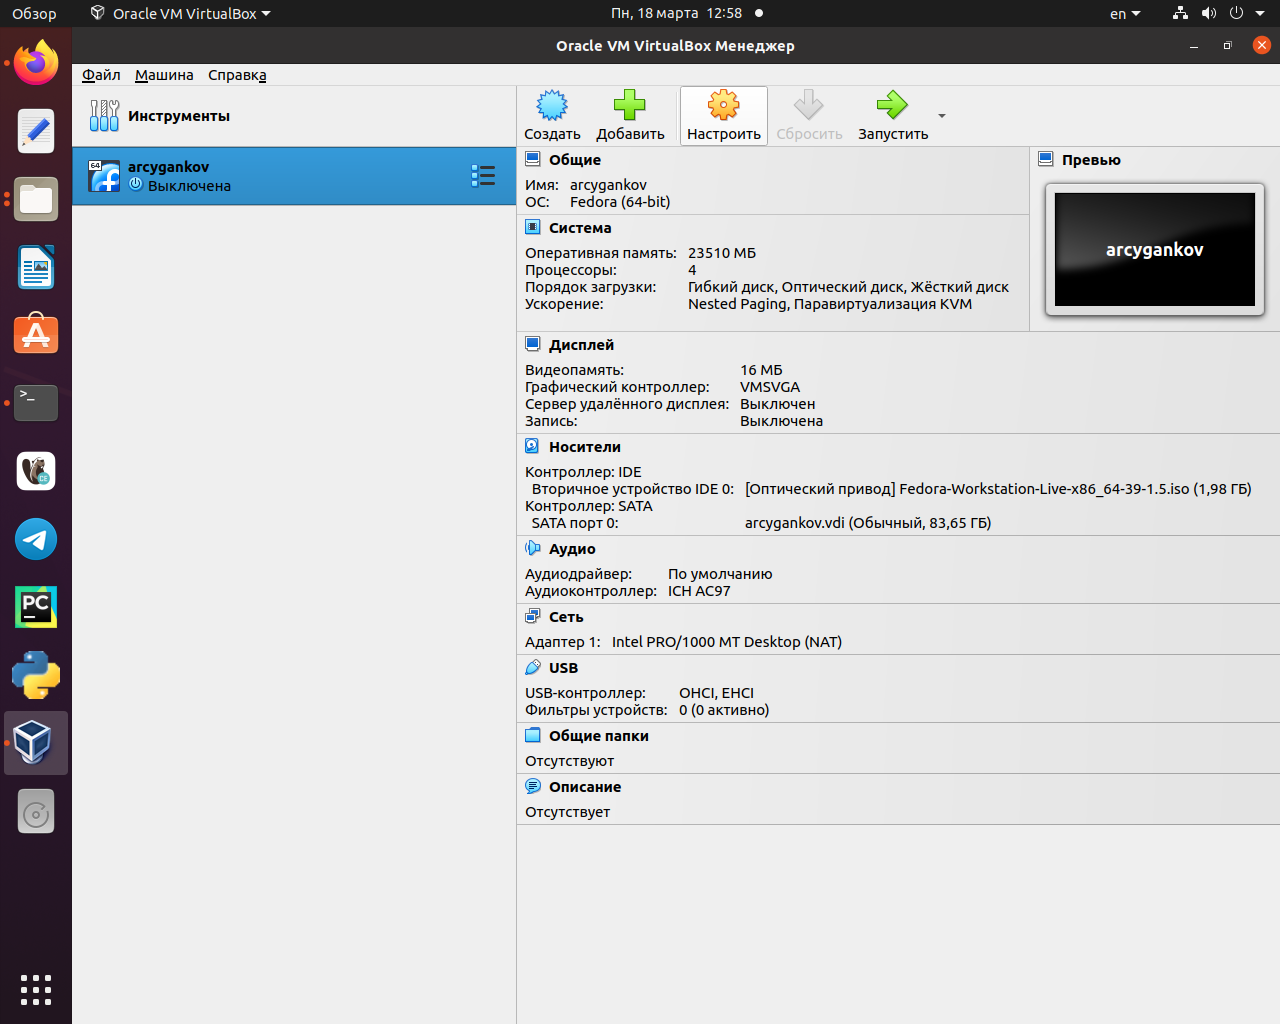 Обзор
Oracle VM VirtualBox
Пн, 18 марта 12:58
en
Oracle VM VirtualBox Менеджер
Файл Машина Справка
Инструменты
64
arcygankov
Выключена
Создать Добавить Настроить Сбросить Запустить
Общие
Имя: arcygankov
ОС: Fedora (64-bit)
Превью
arcygankov
Система
Оперативная память: 23510 МБ
Процессоры: 4
Порядок загрузки: Гибкий диск, Оптический диск, Жёсткий диск
Ускорение: Nested Paging, Паравиртуализация KVM
Дисплей
Видеопамять: 16 МБ
Графический контроллер: VMSVGA
Сервер удалённого дисплея: Выключен
Запись: Выключена
Носители
Контроллер: IDE
Вторичное устройство IDE 0: [Оптический привод] Fedora-Workstation-Live-x86_64-39-1.5.iso (1,98 ГБ)
Контроллер: SATA
SATA порт 0: arcygankov.vdi (Обычный, 83,65 ГБ)
Аудио
Аудиодрайвер: По умолчанию
Аудиоконтроллер: ICH AC97
Сеть
Адаптер 1: Intel PRO/1000 MT Desktop (NAT)
USB
USB-контроллер: OHCI, EHCI
Фильтры устройств: 0 (0 активно)
Общие папки
Отсутствуют
Описание
Отсутствует
>_
CE
PC